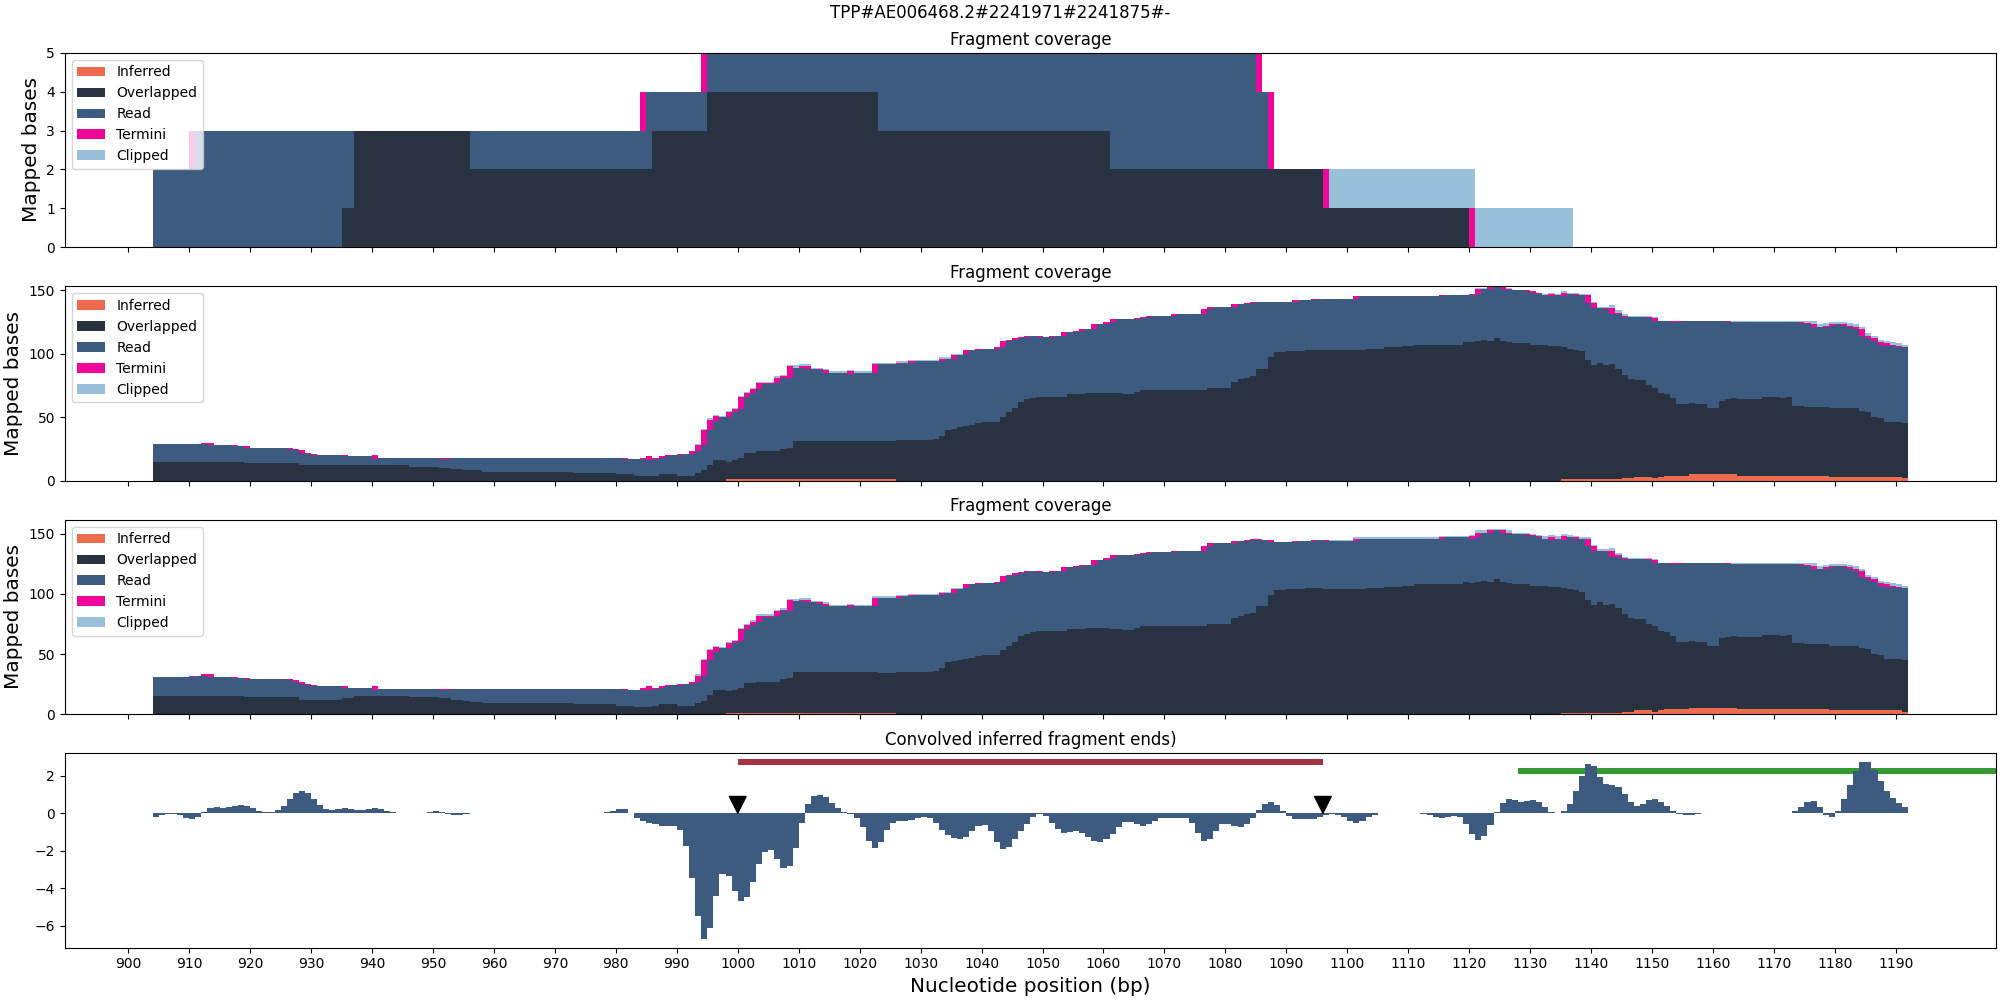 TPP#AE006468.2#2241971#2241875#-
Fragment coverage
Mapped bases
5
4
3
2
1
0
Inferred
Overlapped
Read
Termini
Clipped
Fragment coverage
Mapped bases
150
100
50
0
Inferred
Overlapped
Read
Termini
Clipped
Fragment coverage
Mapped bases
150
100
50
0
Inferred
Overlapped
Read
Termini
Clipped
Convolved inferred fragment ends)
2
0
−2
−4
−6
900 910 920 930 940 950 960 970 980 990 1000 1010 1020 1030 1040 1050 1060 1070 1080 1090 1100 1110 1120 1130 1140 1150 1160 1170 1180 1190
Nucleotide position (bp)